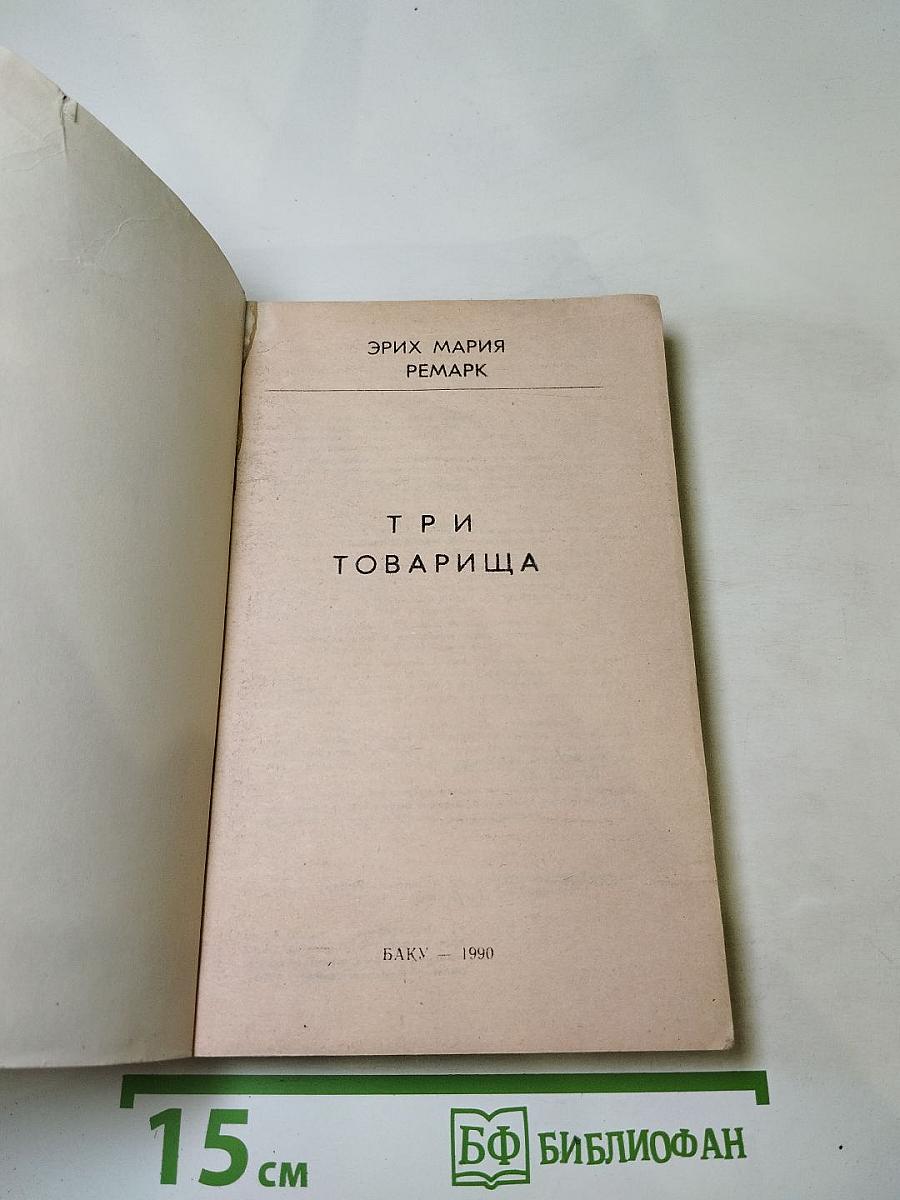 ЭРИХ МАРИЯ
РЕМАРК
ТРИ
ТОВАРИЩА
БАКУ — 1990
15 см
БФ БИБЛИОФАН